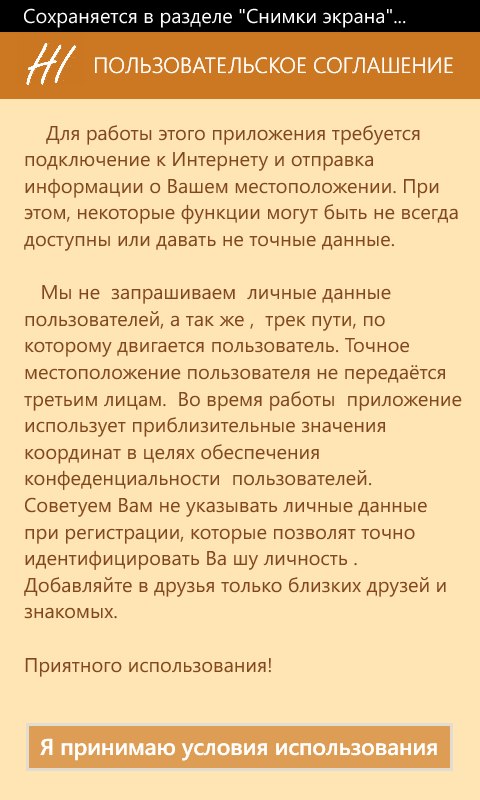 Сохраняется в разделе "Снимки экрана"...
ПОЛЬЗОВАТЕЛЬСКОЕ СОГЛАШЕНИЕ
Для работы этого приложения требуется
подключение к Интернету и отправка
информации о Вашем местоположении. При
этом, некоторые функции могут быть не всегда
доступны или давать не точные данные.
Мы не запрашиваем личные данные
пользователей, а так же , трек пути, по
которому двигается пользователь. Точное
местоположение пользователя не передаётся
третьим лицам. Во время работы приложение
использует приблизительные значения
координат в целях обеспечения
конфеденциальности пользователей.
Советуем Вам не указывать личные данные
при регистрации, которые позволят точно
идентифицировать Ва шу личность .
Добавляйте в друзья только близких друзей и
знакомых.
Приятного использования!
Я принимаю условия использования